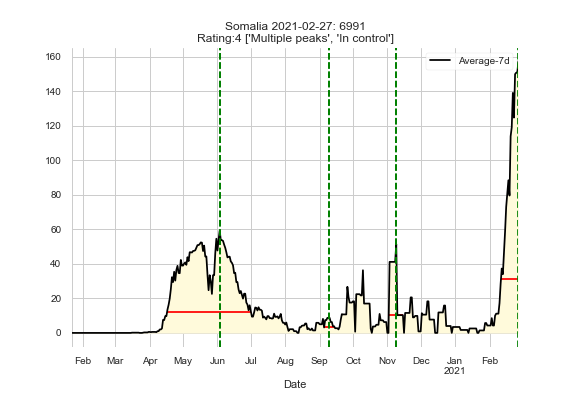 Somalia 2021-02-27: 6991
Rating:4 ['Multiple peaks', 'In control']
Average-7d
160
140
120
100
80
60
40
20
0
Feb Mar Apr May Jun Jul Aug Sep Oct Nov Dec Jan Feb
2021
Date